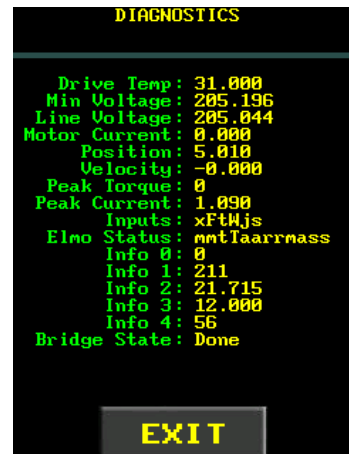 DIAGNOSTICS
Drive Temp: 31.000
Min Voltage: 205.196
Line Voltage: 205.044
Motor Current: 0.000
Position: 5.010
Velocity: -0.000
Peak Torque: 0
Peak Current: 1.090
Inputs: xFtWjs
Elmo Status: mmtTaarrmass
Info 0: 0
Info 1: 211
Info 2: 21.715
Info 3: 12.000
Info 4: 56
Bridge State: Done
EXIT